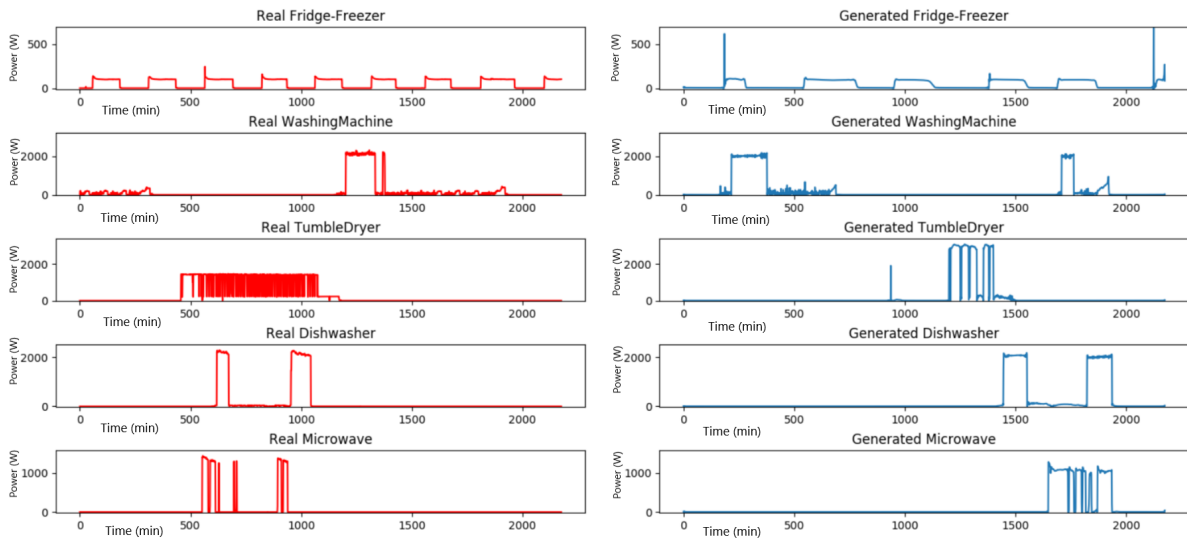 Real Fridge-Freezer
Power (W)
500
0
0 500 1000 1500 2000
Time (min)
Generated Fridge-Freezer
Power (W)
500
0
0 500 1000 1500 2000
Time (min)
Real WashingMachine
Power (W)
2000
0
0 500 1000 1500 2000
Time (min)
Generated WashingMachine
Power (W)
2000
0
0 500 1000 1500 2000
Time (min)
Real TumbleDryer
Power (W)
2000
0
0 500 1000 1500 2000
Time (min)
Generated TumbleDryer
Power (W)
2000
0
0 500 1000 1500 2000
Time (min)
Real Dishwasher
Power (W)
2000
0
0 500 1000 1500 2000
Time (min)
Generated Dishwasher
Power (W)
2000
0
0 500 1000 1500 2000
Time (min)
Real Microwave
Power (W)
1000
0
0 500 1000 1500 2000
Time (min)
Generated Microwave
Power (W)
1000
0
0 500 1000 1500 2000
Time (min)